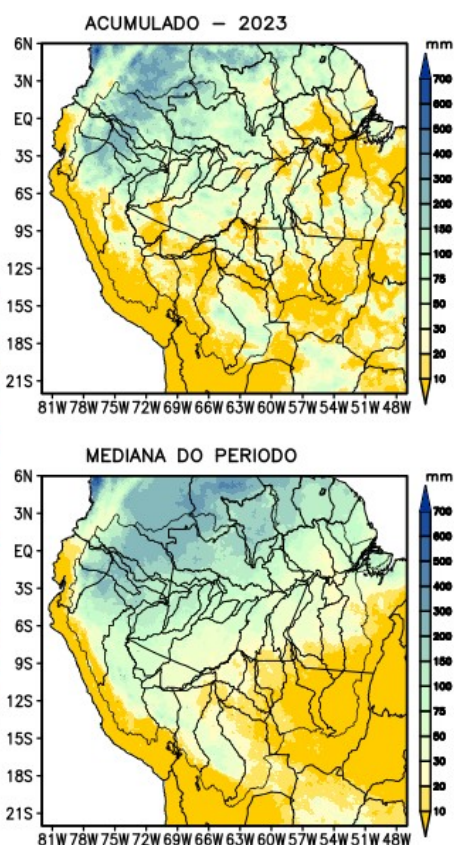 ACUMULADO – 2023
mm
6N
3N
EQ
3S
6S
9S
12S
15S
18S
21S
700
600
500
400
300
200
150
100
75
50
30
20
10
81W 78W 75W 72W 69W 66W 63W 60W 57W 54W 51W 48W
MEDIANA DO PERIODO
mm
6N
3N
EQ
3S
6S
9S
12S
15S
18S
21S
700
600
500
400
300
200
150
100
75
50
30
20
10
81W 78W 75W 72W 69W 66W 63W 60W 57W 54W 51W 48W